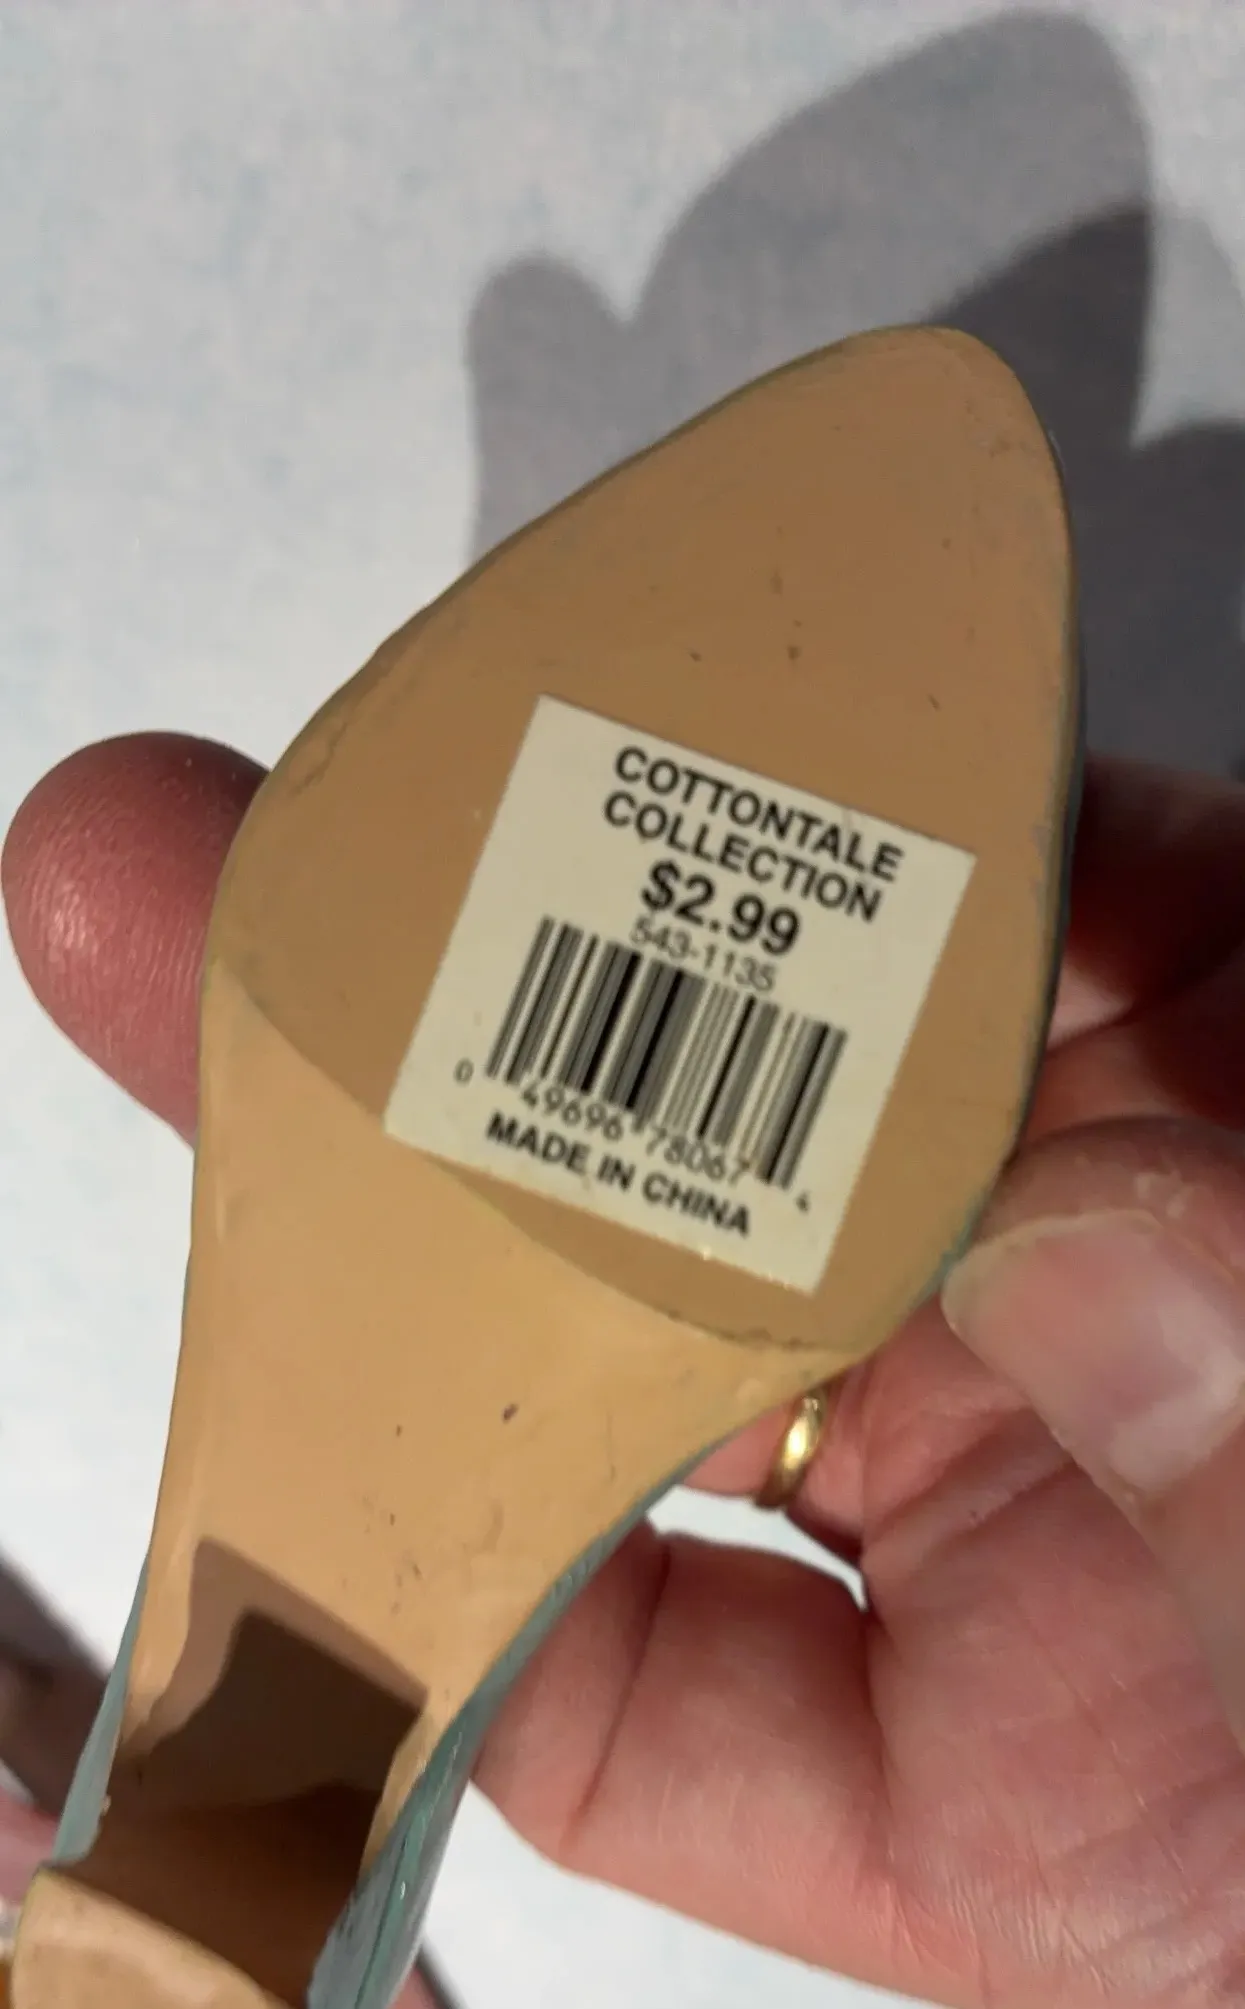 COTTONTALE
COLLECTION
$2.99
543-1135
0 49696 78067 4
MADE IN CHINA